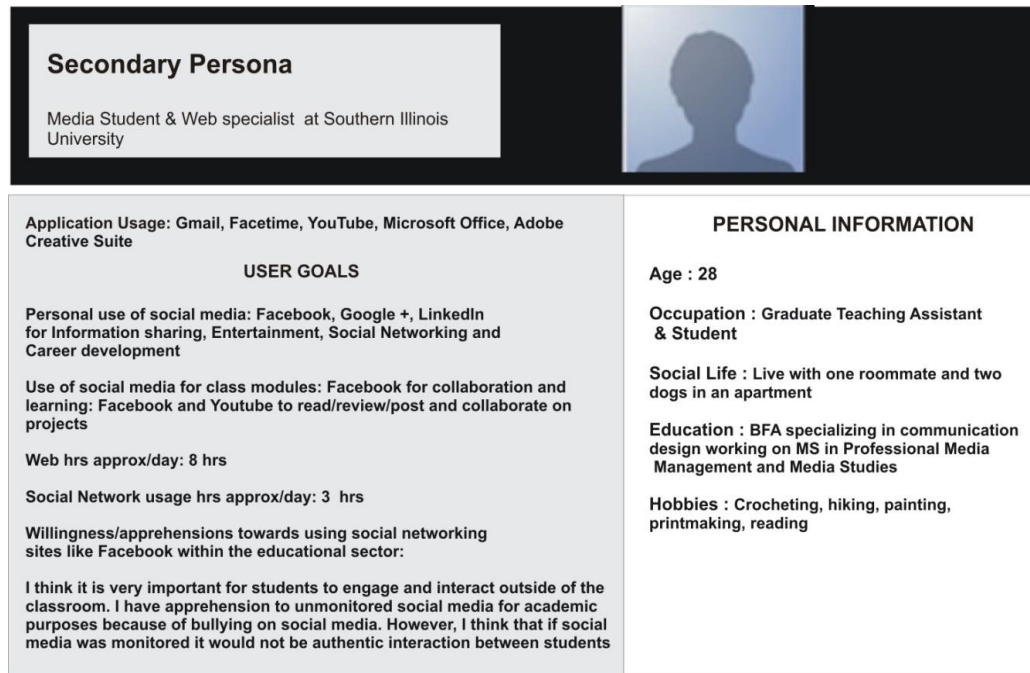 Secondary Persona
Media Student & Web specialist at Southern Illinois
University
Application Usage: Gmail, Facetime, YouTube, Microsoft Office, Adobe
Creative Suite
USER GOALS
Personal use of social media: Facebook, Google +, LinkedIn
for Information sharing, Entertainment, Social Networking and
Career development
Use of social media for class modules: Facebook for collaboration and
learning: Facebook and Youtube to read/review/post and collaborate on
projects
Web hrs approx/day: 8 hrs
Social Network usage hrs approx/day: 3 hrs
Willingness/apprehensions towards using social networking
sites like Facebook within the educational sector:
I think it is very important for students to engage and interact outside of the
classroom. I have apprehension to unmonitored social media for academic
purposes because of bullying on social media. However, I think that if social
media was monitored it would not be authentic interaction between students
PERSONAL INFORMATION
Age : 28
Occupation : Graduate Teaching Assistant
& Student
Social Life : Live with one roommate and two
dogs in an apartment
Education : BFA specializing in communication
design working on MS in Professional Media
Management and Media Studies
Hobbies : Crocheting, hiking, painting,
printmaking, reading